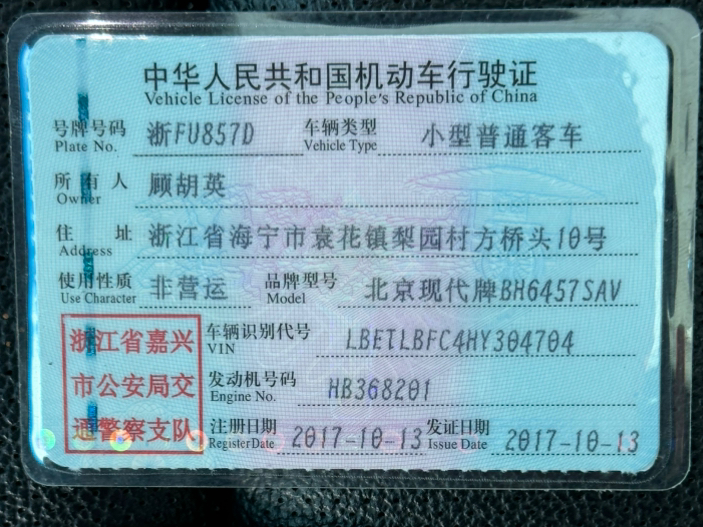 中华人民共和国机动车行驶证
Vehicle License of the People's Republic of China
号牌号码 浙FU857D 车辆类型 小型普通客车
Plate No. Vehicle Type
所有人 顾胡英
Owner
住址 浙江省海宁市袁花镇梨园村方桥头10号
Address
使用性质 非营运 品牌型号 北京现代牌BH6457SAV
Use Character Model
浙江省嘉兴
市公安局交
通警察支队
车辆识别代号 LBETLBFC4HY304704
VIN
发动机号码 HB368201
Engine No.
注册日期 2017-10-13 发证日期 2017-10-13
Register Date Issue Date